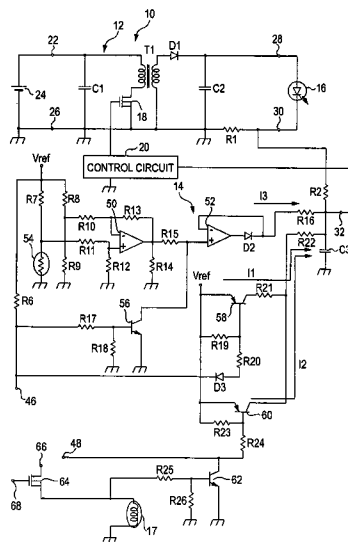 10
12
22
T1
D1
28
24
C1
18
C2
16
26
30
20
R1
CONTROL CIRCUIT
Vref
14
I3
R2
R7
R8
50
R13
52
R16
32
R10
R15
D2
R22
54
R11
C3
R9
R12
R14
Vref
I1
R6
56
R21
58
R17
R19
R20
I2
R18
D3
46
60
R23
R24
66
48
64
R25
62
68
17
R26